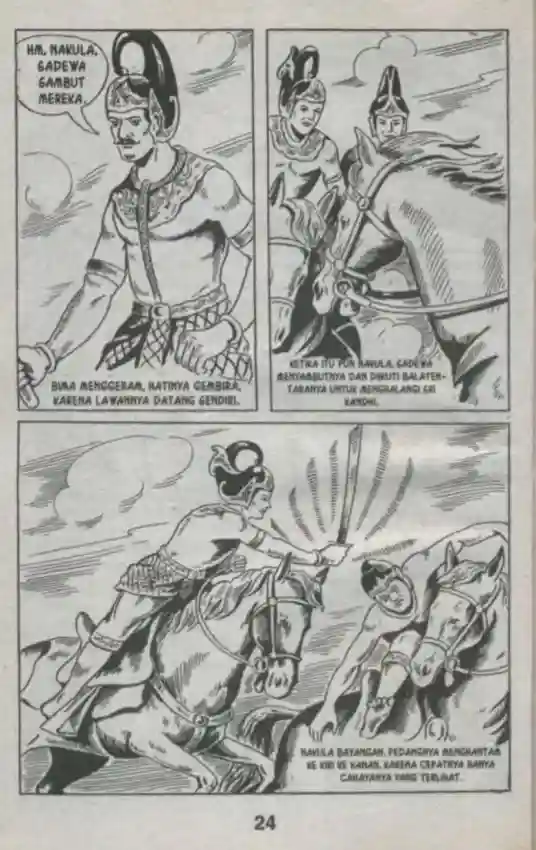 HM, NAKULA,
SADEWA
SAMBUT
MEREKA.
BIMA MENGGERAM, HATINYA GEMBIRA,
KARENA LAWANNYA DATANG SENDIRI.
KETIKA ITU PUN NAKULA, SADEWA
MENYAMBUTNYA DAN DIIKUTI BALATEN-
TARANYA UNTUK MENGHALANGI SRI
KANDHI.
NAKULA BAYANGAN, PEDANGNYA MENGHANTAM
KE KIRI KE KANAN, KARENA CEPATNYA HANYA
CAHAYANYA YANG TERLIHAT.
24